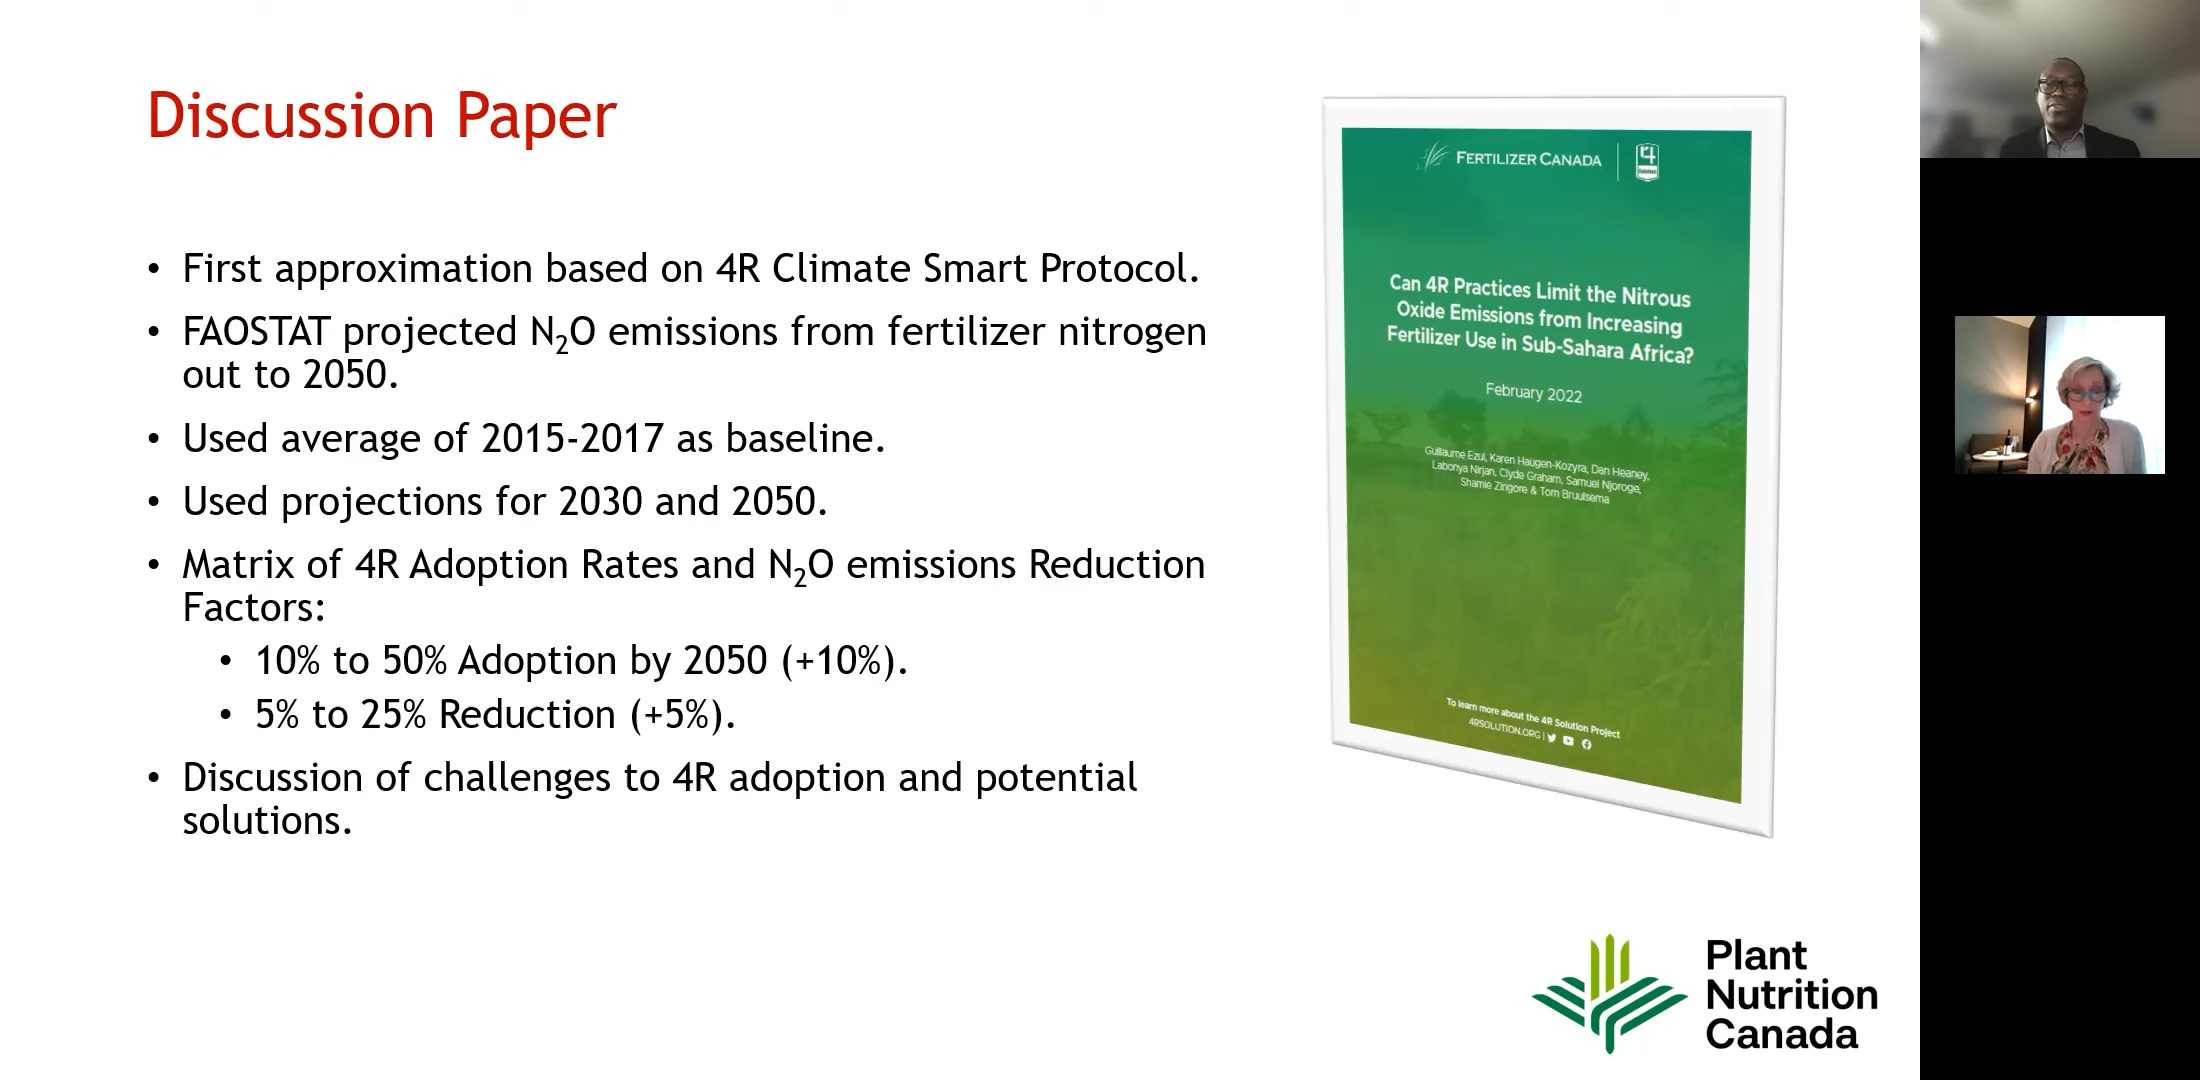 Discussion Paper
• First approximation based on 4R Climate Smart Protocol.
• FAOSTAT projected N₂O emissions from fertilizer nitrogen
out to 2050.
• Used average of 2015-2017 as baseline.
• Used projections for 2030 and 2050.
• Matrix of 4R Adoption Rates and N₂O emissions Reduction
Factors:
• 10% to 50% Adoption by 2050 (+10%).
• 5% to 25% Reduction (+5%).
• Discussion of challenges to 4R adoption and potential
solutions.
FERTILIZER CANADA
4R
Solution
Can 4R Practices Limit the Nitrous
Oxide Emissions from Increasing
Fertilizer Use in Sub-Sahara Africa?
February 2022
Guillaume Ezui, Karen Haugen-Kozyra, Dan Heaney,
Labonya Nirjan, Clyde Graham, Samuel Njoroge,
Shamie Zingore & Tom Bruulsema
To learn more about the 4R Solution Project
4RSOLUTION.ORG |
Plant
Nutrition
Canada